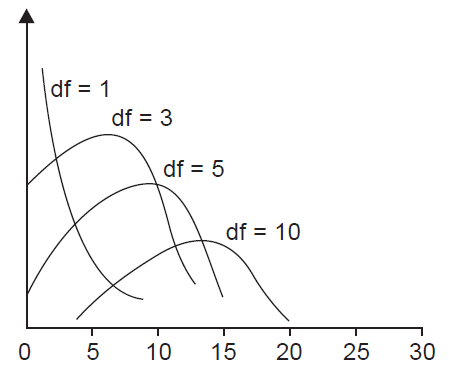 df = 1
df = 3
df = 5
df = 10
0 5 10 15 20 25 30